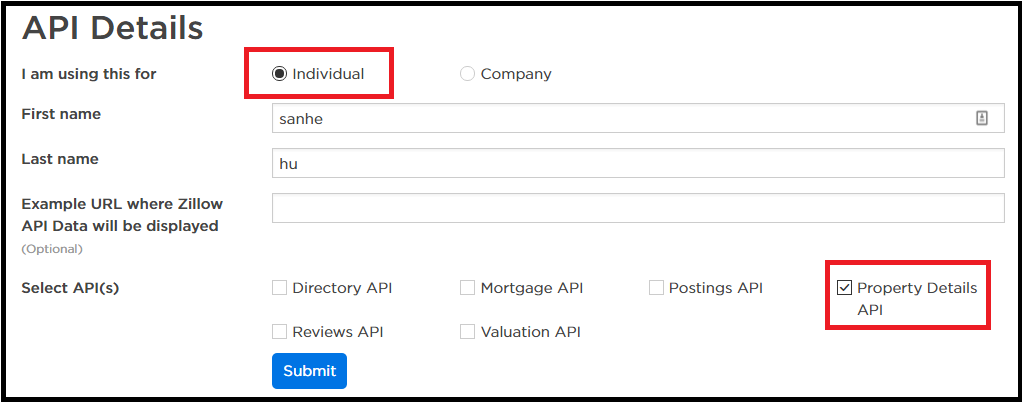 API Details
I am using this for Individual Company
First name sanhe
Last name hu
Example URL where Zillow
API Data will be displayed
(Optional)
Select API(s) Directory API Mortgage API Postings API Property Details
API
Reviews API Valuation API
Submit